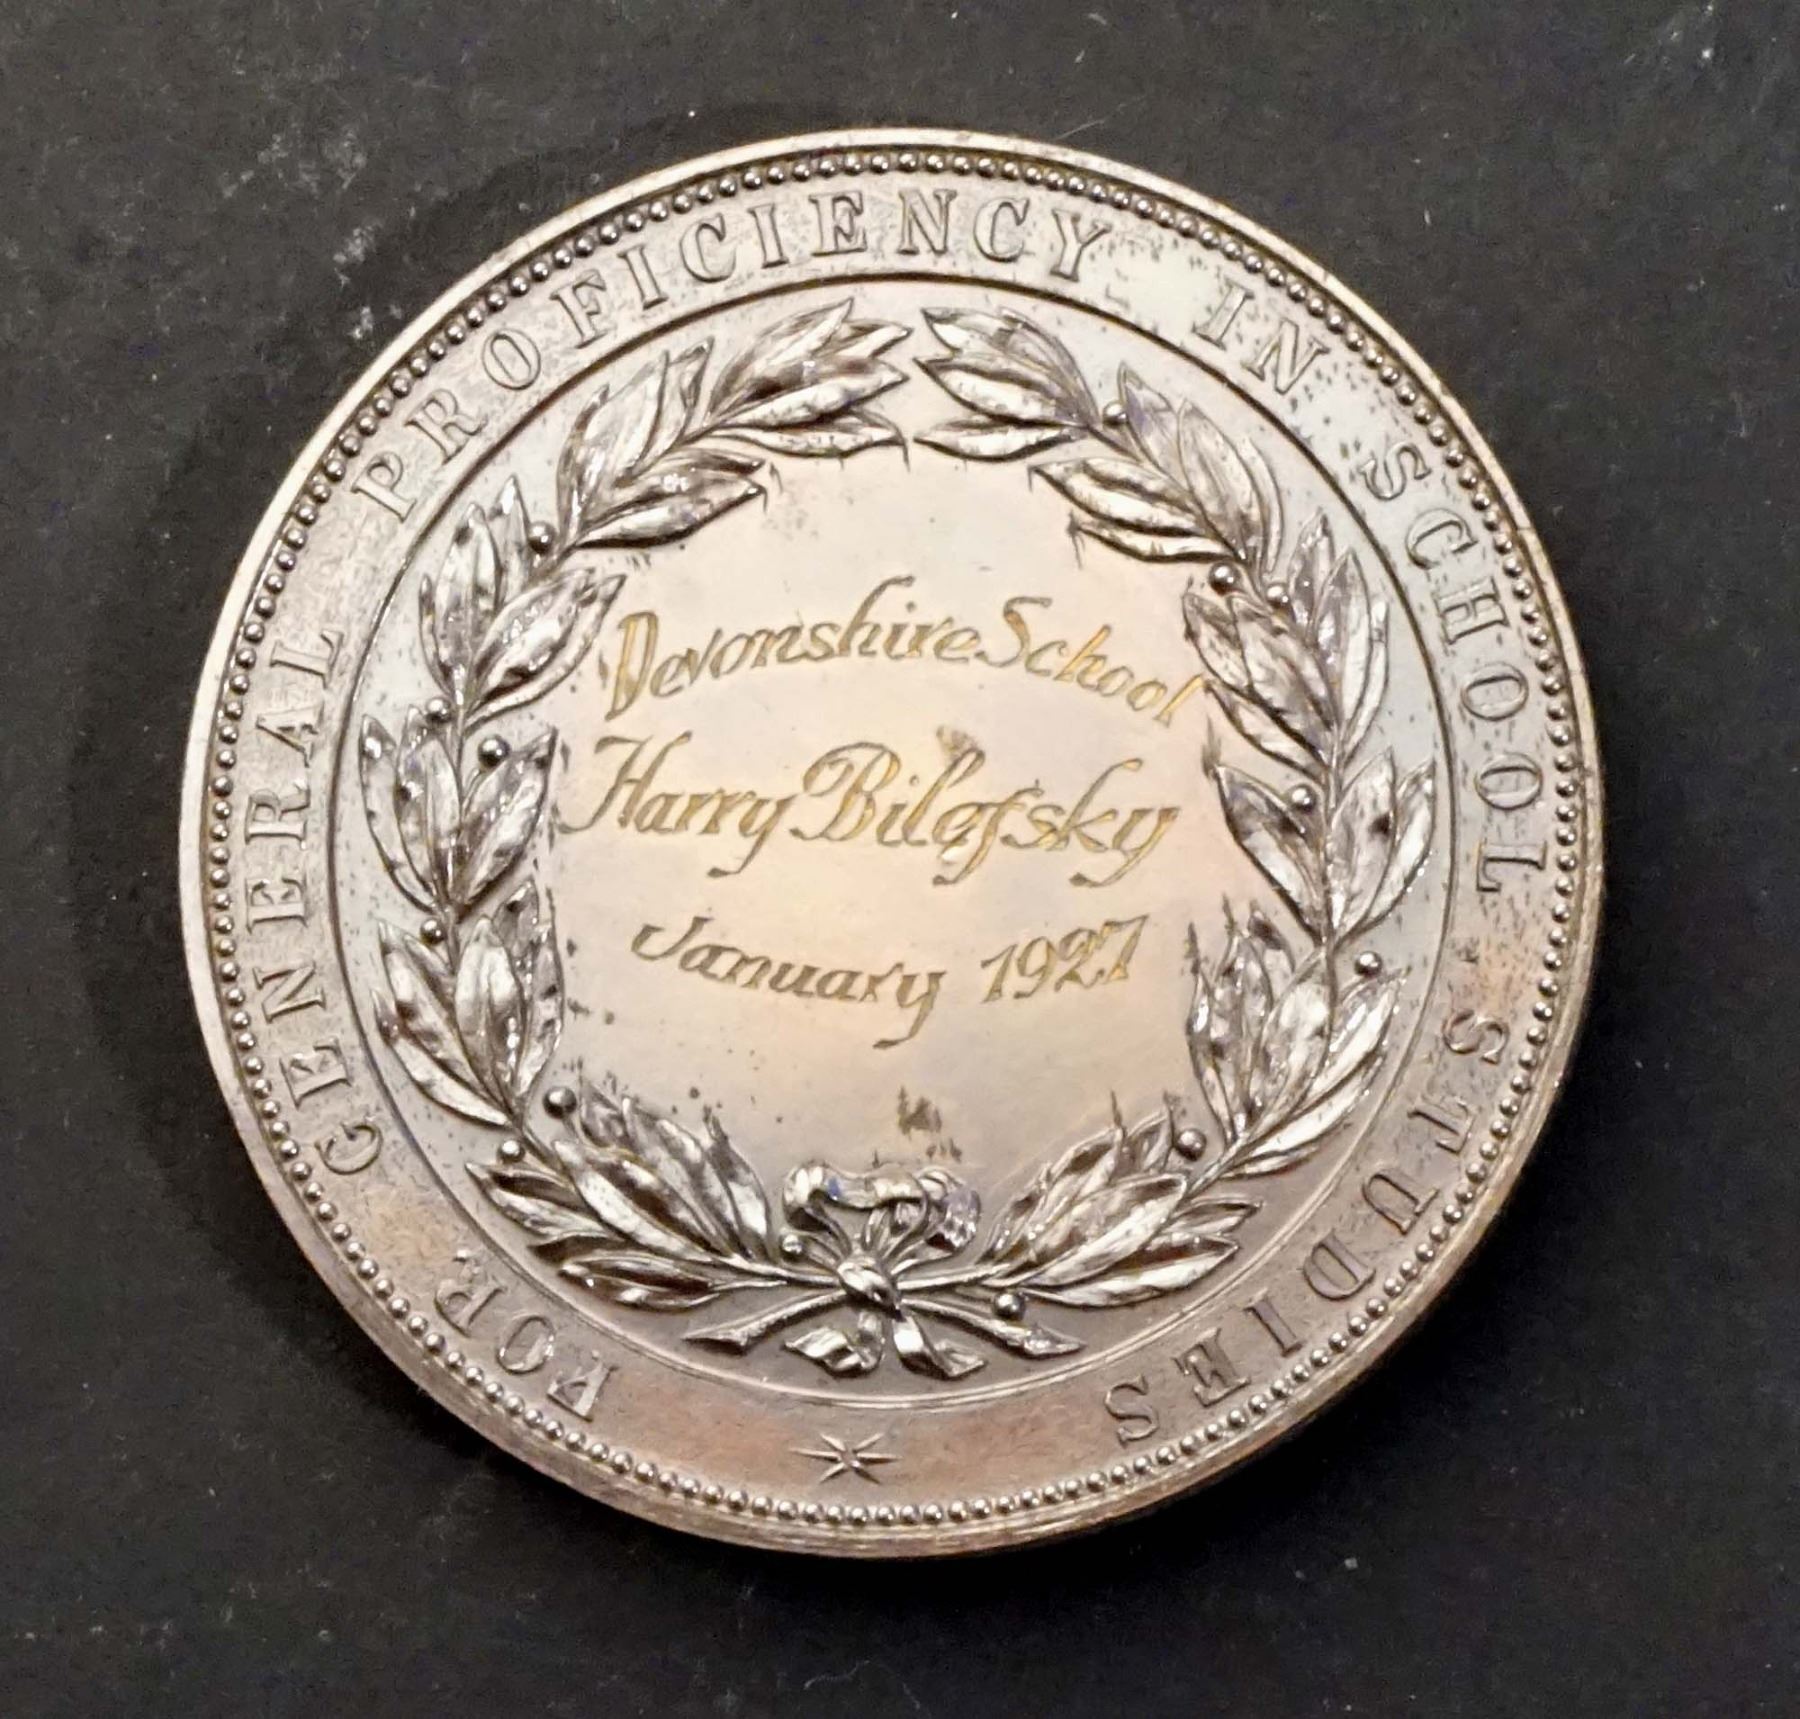 FOR GENERAL PROFICIENCY IN SCHOOL STUDIES
Devonshire School
Harry Bilefsky
January 1927